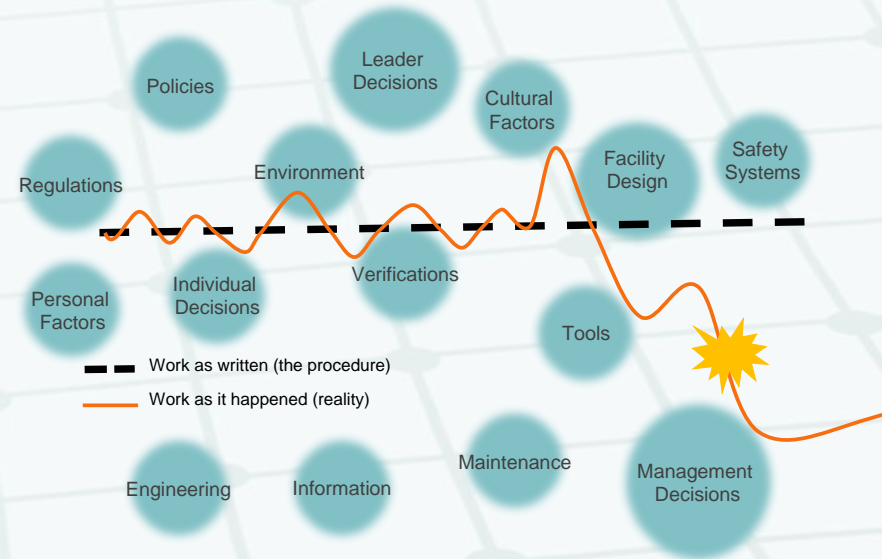 Leader
Decisions
Policies
Cultural
Factors
Safety
Systems
Facility
Design
Environment
Regulations
Verifications
Individual
Decisions
Personal
Factors
Tools
Work as written (the procedure)
Work as it happened (reality)
Maintenance
Management
Decisions
Engineering
Information